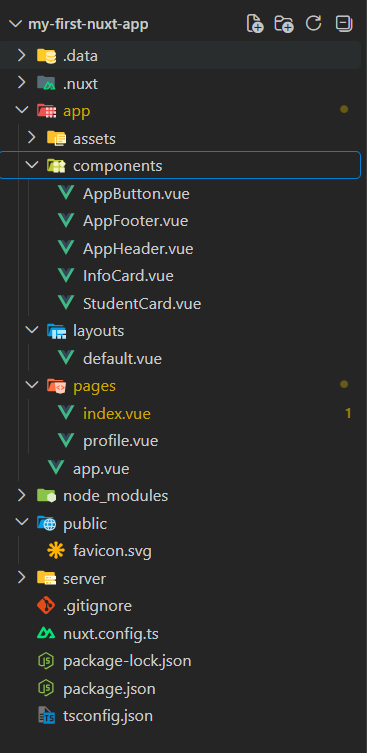 my-first-nuxt-app
.data
.nuxt
app
assets
components
AppButton.vue
AppFooter.vue
AppHeader.vue
InfoCard.vue
StudentCard.vue
layouts
default.vue
pages
index.vue 1
profile.vue
app.vue
node_modules
public
favicon.svg
server
.gitignore
nuxt.config.ts
package-lock.json
package.json
tsconfig.json